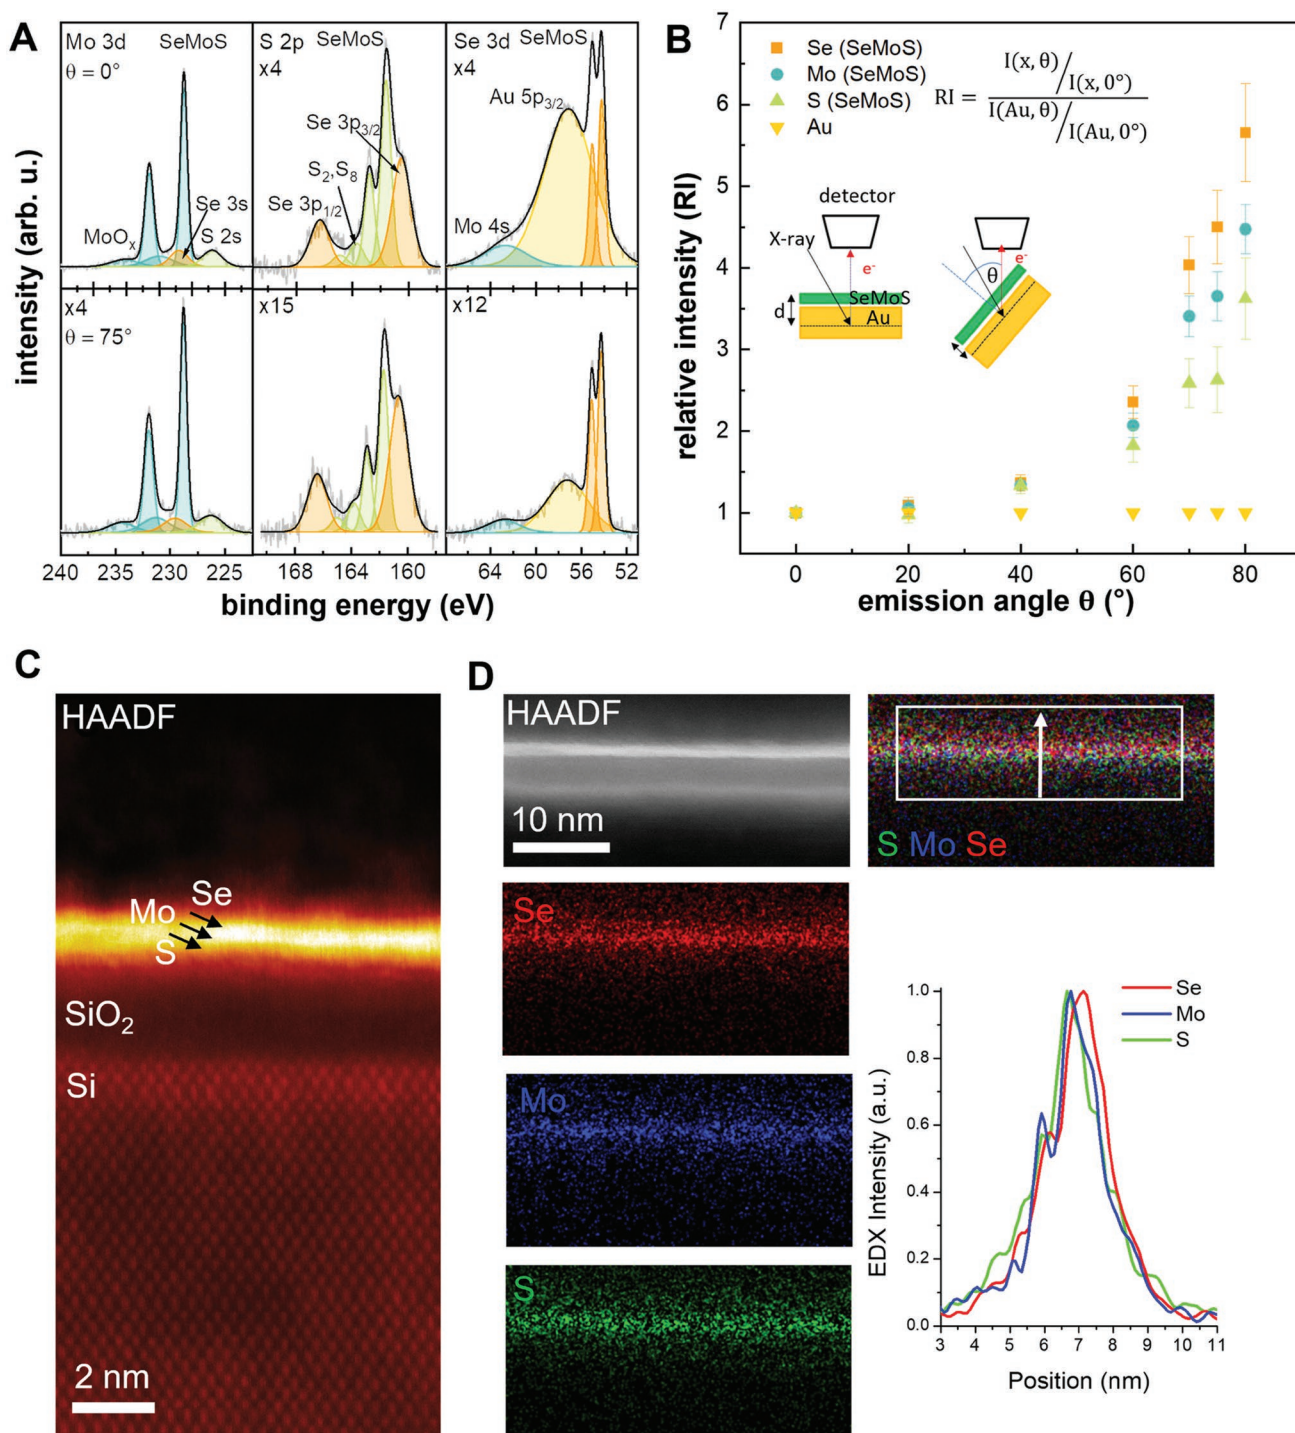 A
Mo 3d
SeMoS
θ = 0°
MoOₓ
Se 3s
S 2s
S 2p
SeMoS
x4
Se 3p₃/₂
S₂,S₈
Se 3p₁/₂
Se 3d
SeMoS
x4
Au 5p₃/₂
Mo 4s
x4
θ = 75°
x15
x12
intensity (arb. u.)
240 235 230 225
168 164 160
64 60 56 52
binding energy (eV)
B
7
6
5
4
3
2
1
relative intensity (RI)
Se (SeMoS)
Mo (SeMoS)
S (SeMoS)
Au
RI = I(x, θ)/I(x, 0°)
I(Au, θ)/I(Au, 0°)
detector
X-ray
e⁻
SeMoS
d
Au
e⁻
θ
0 20 40 60 80
emission angle θ (°)
C
HAADF
Se
Mo
S
SiO₂
Si
2 nm
D
HAADF
10 nm
S Mo Se
Se
Mo
S
Se
Mo
S
1.0
0.8
0.6
0.4
0.2
0.0
EDX Intensity (a.u.)
3 4 5 6 7 8 9 10 11
Position (nm)